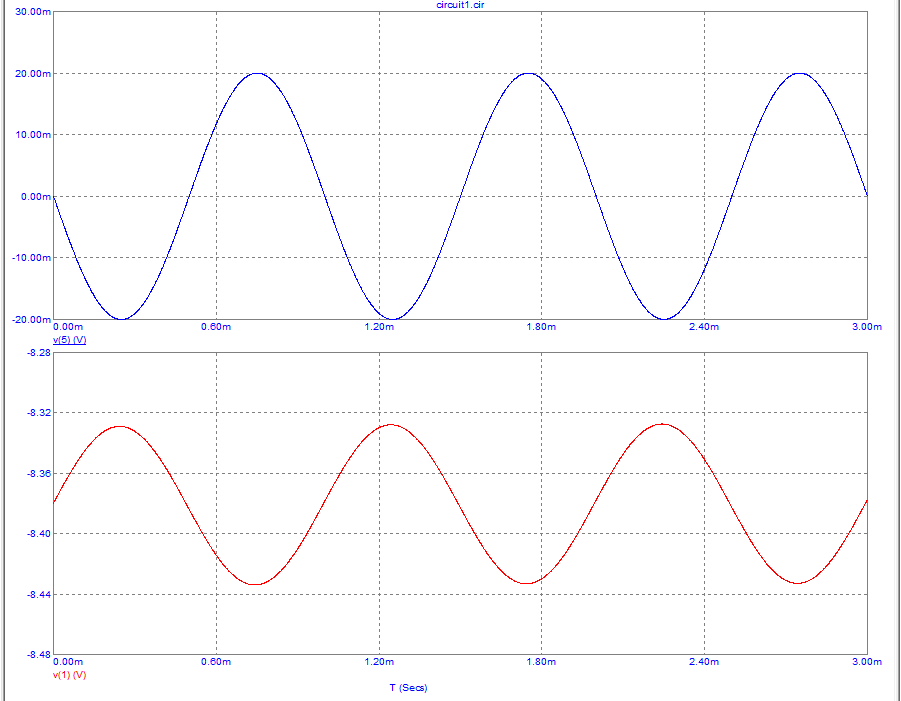 circuit1.cir
30.00m
20.00m
10.00m
0.00m
-10.00m
-20.00m
0.00m 0.60m 1.20m 1.80m 2.40m 3.00m
v(5) (V)
-8.28
-8.32
-8.36
-8.40
-8.44
-8.48
0.00m 0.60m 1.20m 1.80m 2.40m 3.00m
v(1) (V)
T (Secs)